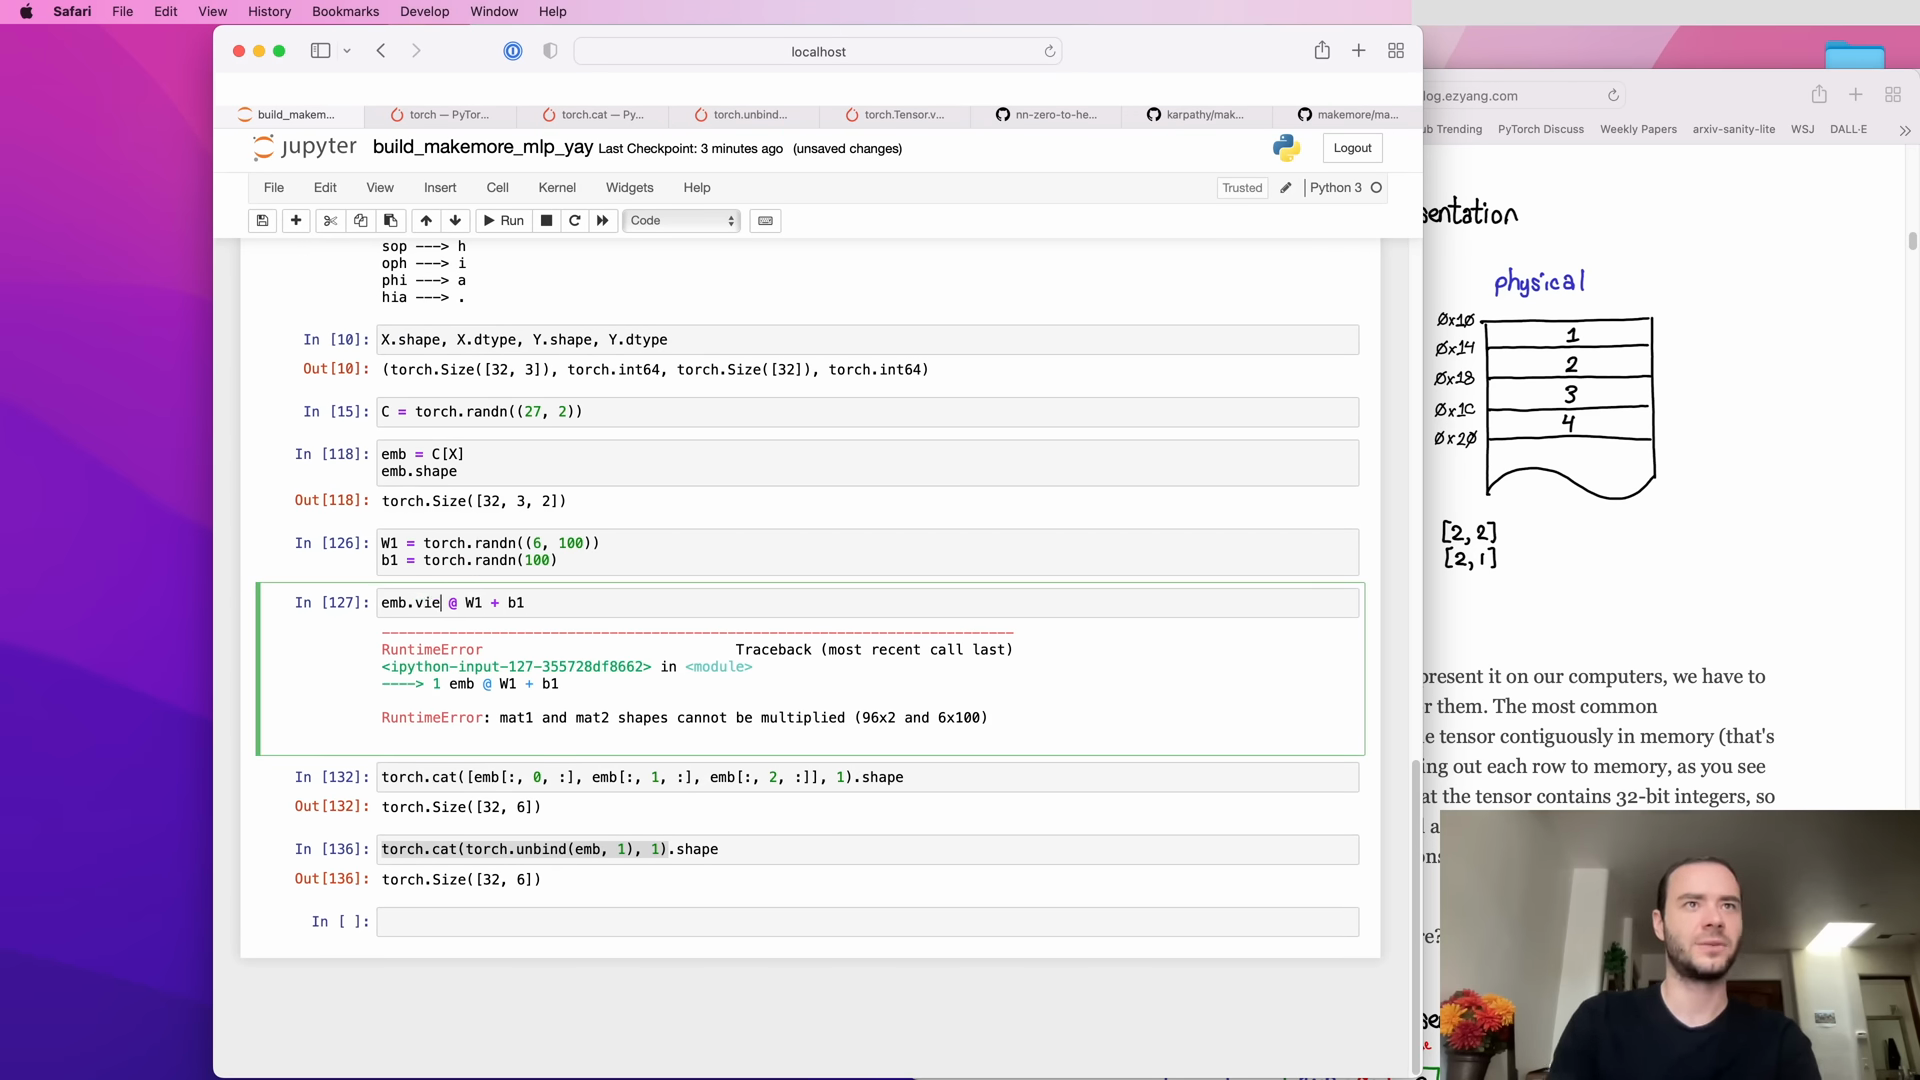 Safari File Edit View History Bookmarks Develop Window Help
localhost
build_makem...
torch — PyTor...
torch.cat — Py...
torch.unbind...
torch.Tensor.v...
nn-zero-to-he...
karpathy/mak...
makemore/ma...
jupyter build_makemore_mlp_yay Last Checkpoint: 3 minutes ago (unsaved changes)
Logout
File Edit View Insert Cell Kernel Widgets Help
Trusted
Python 3
Run
Code
sop ---> h
oph ---> i
phi ---> a
hia ---> .
In [10]: X.shape, X.dtype, Y.shape, Y.dtype
Out[10]: (torch.Size([32, 3]), torch.int64, torch.Size([32]), torch.int64)
In [15]: C = torch.randn((27, 2))
In [118]: emb = C[X]
emb.shape
Out[118]: torch.Size([32, 3, 2])
In [126]: W1 = torch.randn((6, 100))
b1 = torch.randn(100)
In [127]: emb.vie @ W1 + b1
---------------------------------------------------------------------------
RuntimeError Traceback (most recent call last)
<ipython-input-127-355728df8662> in <module>
----> 1 emb @ W1 + b1
RuntimeError: mat1 and mat2 shapes cannot be multiplied (96x2 and 6x100)
In [132]: torch.cat([emb[:, 0, :], emb[:, 1, :], emb[:, 2, :]], 1).shape
Out[132]: torch.Size([32, 6])
In [136]: torch.cat(torch.unbind(emb, 1), 1).shape
Out[136]: torch.Size([32, 6])
In [ ]:
log.ezyang.com
ub Trending PyTorch Discuss Weekly Papers arxiv-sanity-lite WSJ DALL·E
sentation
physical
0x10
1
0x14
2
0x18
3
0x1C
4
0x20
[2, 2]
[2, 1]
present it on our computers, we have to
r them. The most common
e tensor contiguously in memory (that's
ing out each row to memory, as you see
at the tensor contains 32-bit integers, so